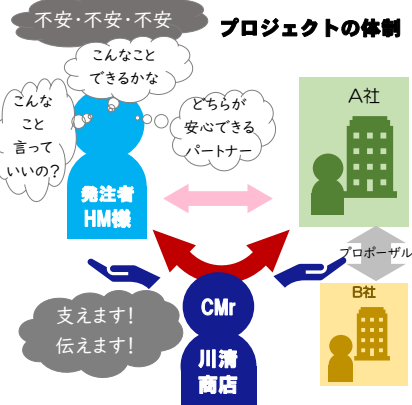 不安・不安・不安
プロジェクトの体制
こんなこと
できるかな
こんな
こと
言って
いいの?
どちらが
安心できる
パートナー
A社
発注者
HM様
プロポーザル
B社
CMr
支えます!
伝えます!
川清
商店